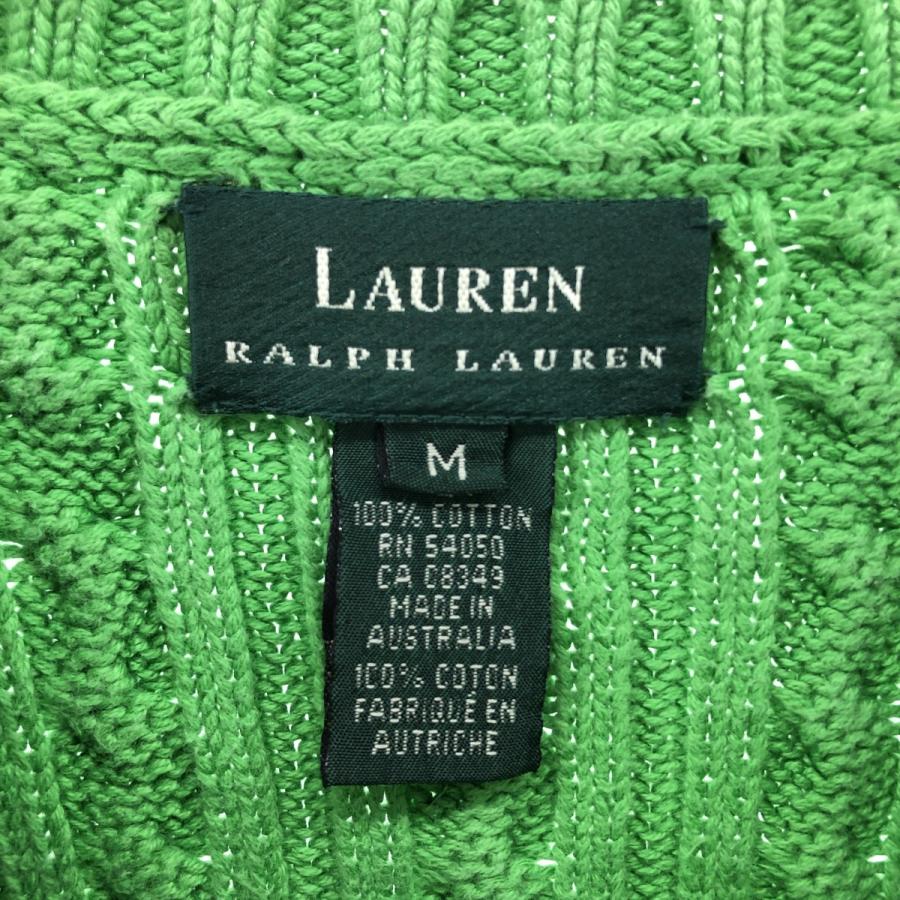 LAUREN
RALPH LAUREN
M
100% COTTON
RN 54050
CA 08349
MADE IN
AUSTRALIA
100% COTON
FABRIQUÉ EN
AUTRICHE